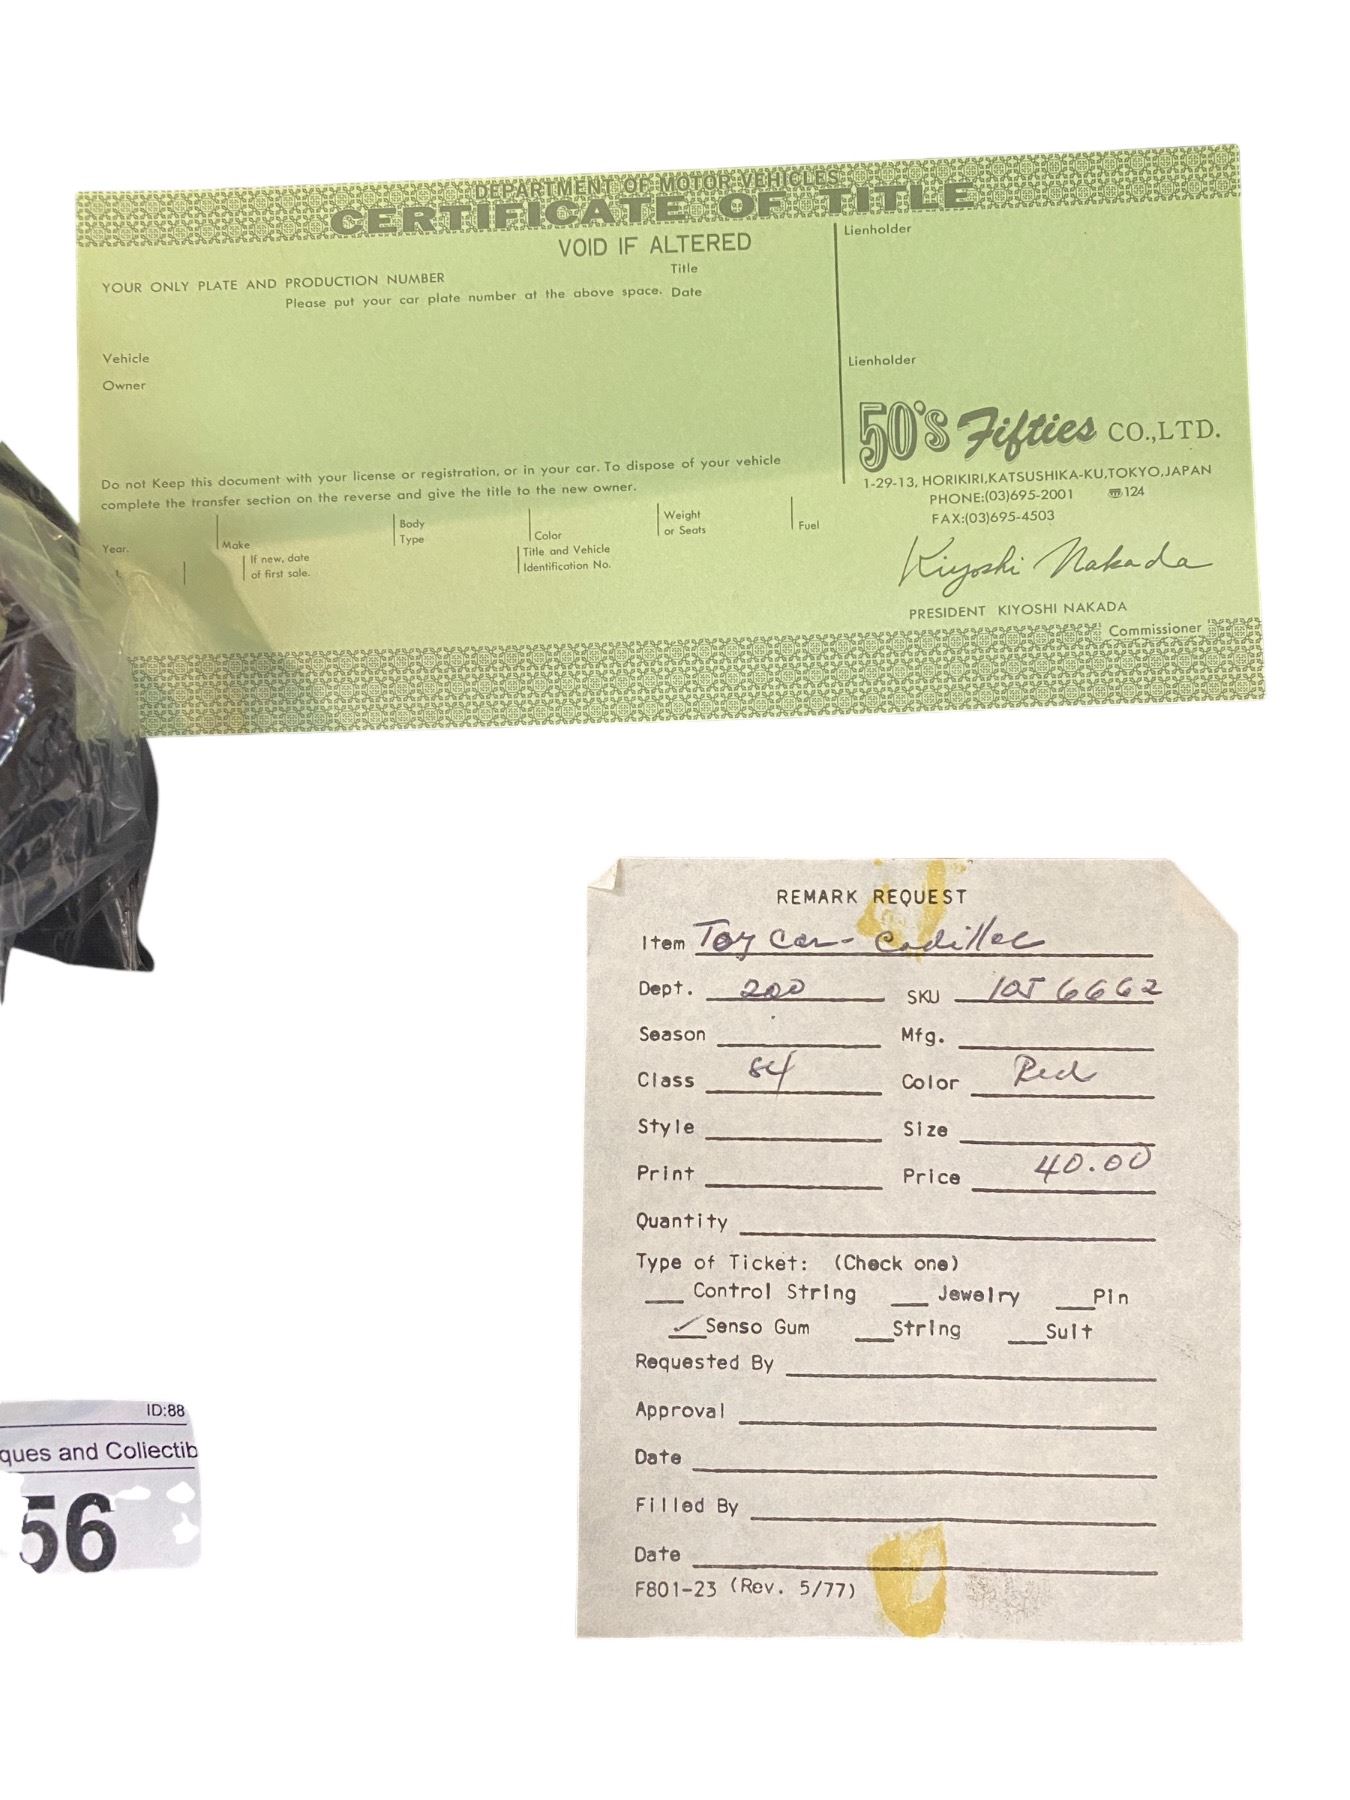 DEPARTMENT OF MOTOR VEHICLES
CERTIFICATE OF TITLE
VOID IF ALTERED
YOUR ONLY PLATE AND PRODUCTION NUMBER
Title
Please put your car plate number at the above space. Date
Vehicle
Owner
Do not Keep this document with your license or registration, or in your car. To dispose of your vehicle
complete the transfer section on the reverse and give the title to the new owner.
Year.
Make
Body
Type
Color
Weight
or Seats
Fuel
If new, date
of first sale.
Title and Vehicle
Identification No.
Lienholder
Lienholder
50's Fifties CO.,LTD.
1-29-13, HORIKIRI,KATSUSHIKA-KU,TOKYO,JAPAN
PHONE:(03)695-2001 〠124
FAX:(03)695-4503
Kiyoshi Nakada
PRESIDENT KIYOSHI NAKADA
Commissioner
REMARK REQUEST
Item Toy Car - Cadillac
Dept. 200 SKU 105 6662
Season Mfg.
Class 84 Color Red
Style Size
Print Price 40.00
Quantity
Type of Ticket: (Check one)
Control String Jewelry Pin
✓ Senso Gum String Suit
Requested By
Approval
Date
Filled By
Date
F801-23 (Rev. 5/77)
ID:88
ques and Collectib
56